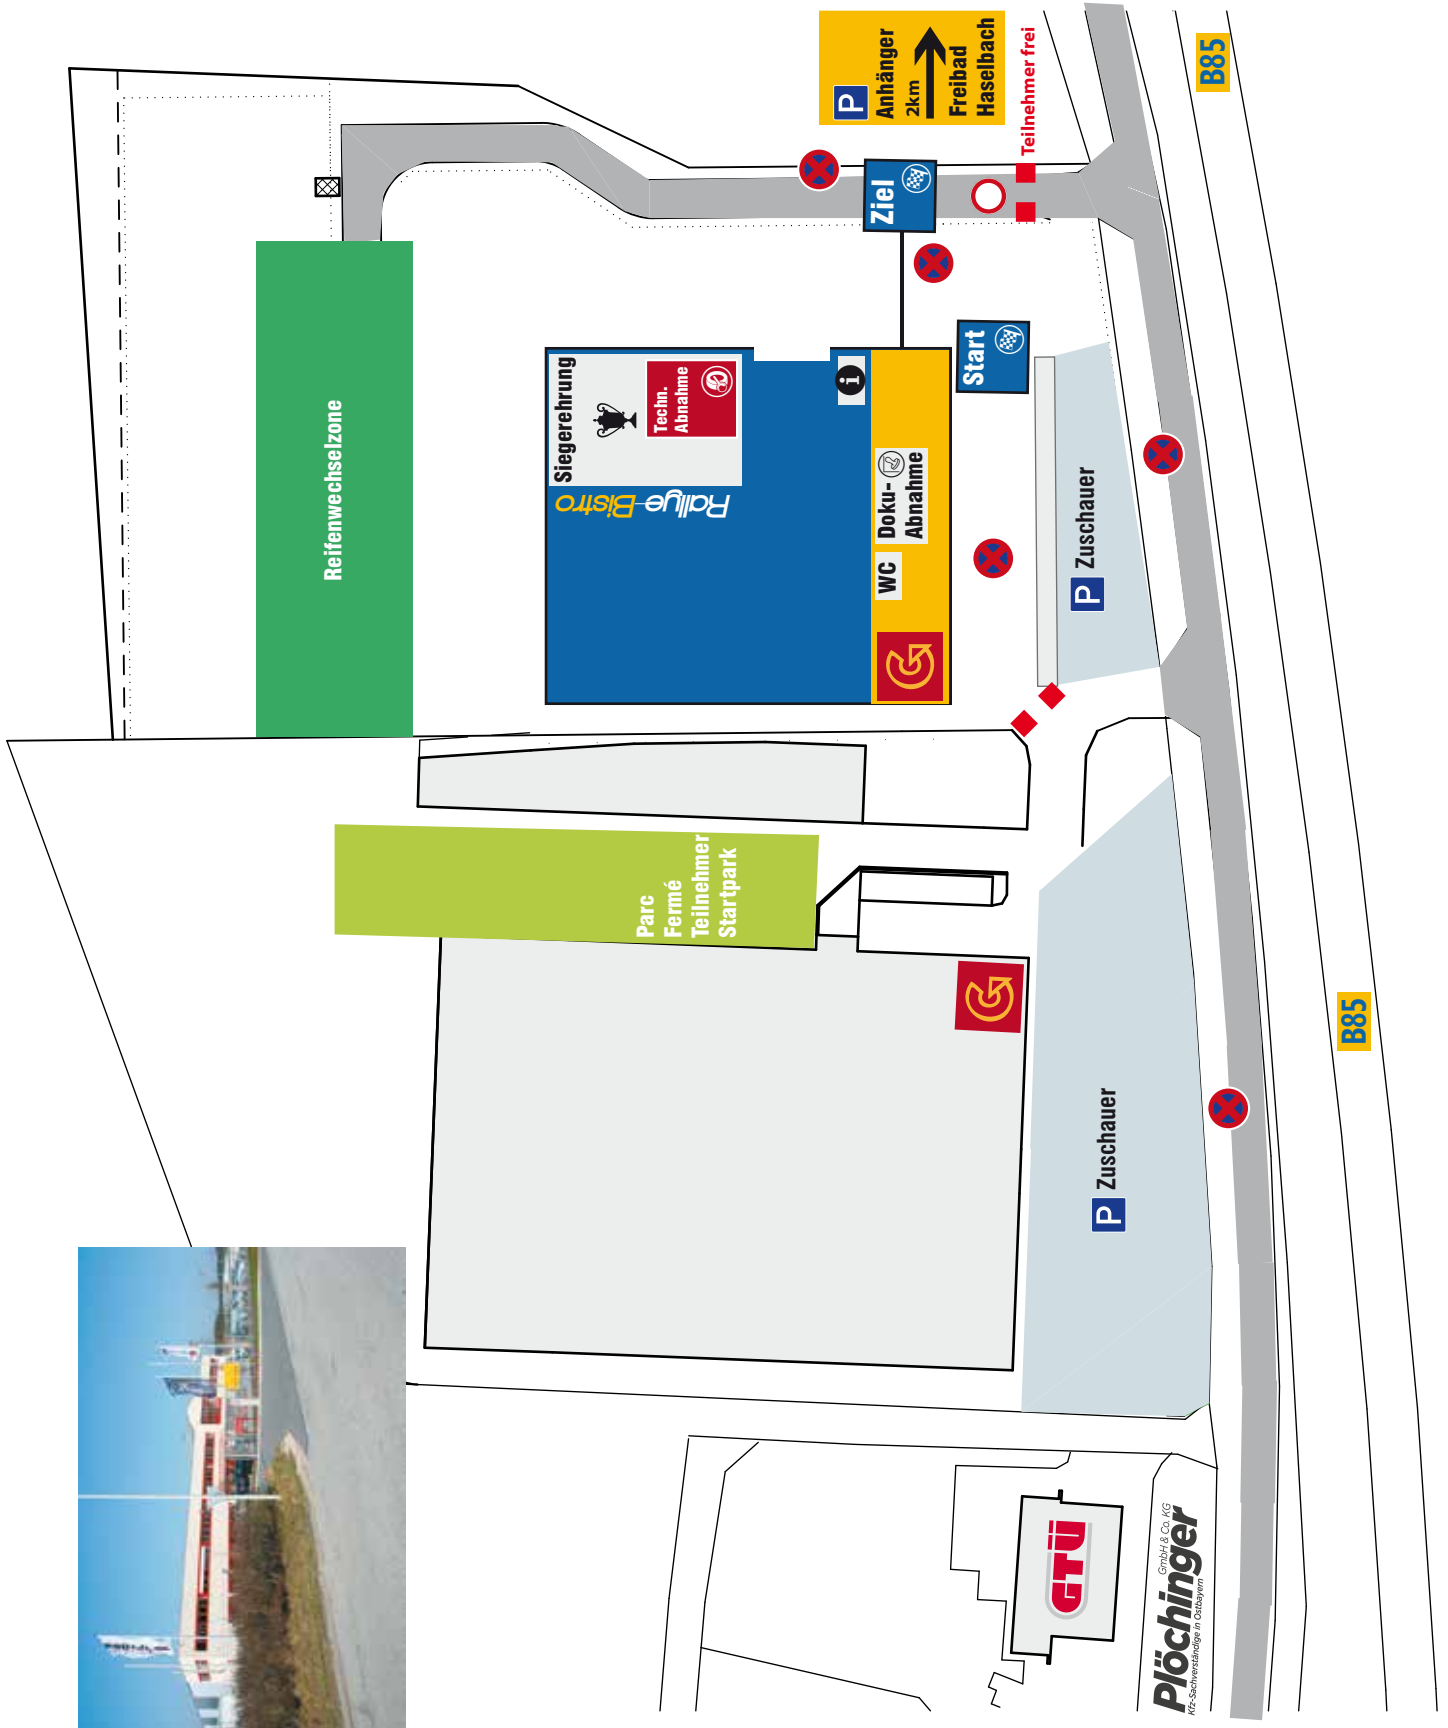 B85
P
Anhänger
2km
Freibad
Haselbach
Teilnehmer frei
Ziel
Start
Reifenwechselzone
Siegerehrung
Techn.
Abnahme
Rallye-Bistro
i
Doku-
Abnahme
WC
G
P Zuschauer
Parc
Fermé
Teilnehmer
Startpark
G
P Zuschauer
B85
GTÜ
Plöchinger
GmbH & Co. KG
Kfz-Sachverständige in Ostbayern